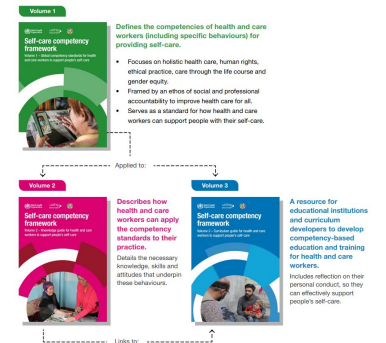 Volume 1
Self-care competency
framework
Volume 1 – Global competency standards for health and
care workers to support people's self-care
Defines the competencies of health and care
workers (including specific behaviours) for
providing self-care.
• Focuses on holistic health care, human rights,
ethical practice, care through the life course and
gender equity.
• Framed by an ethos of social and professional
accountability to improve health care for all.
• Serves as a standard for how health and care
workers can support people with their self-care.
Applied to:
Volume 2
Self-care competency
framework
Volume 2 – Knowledge guide for health and care
workers to support people's self-care
Describes how
health and care
workers can apply
the competency
standards to their
practice.
Details the necessary
knowledge, skills and
attitudes that underpin
these behaviours.
Volume 3
Self-care competency
framework
Volume 3 – Curriculum guide for health and care
workers to support people's self-care
A resource for
educational institutions
and curriculum
developers to develop
competency-based
education and training
for health and care
workers.
Includes reflection on their
personal conduct, so they
can effectively support
people's self-care.
Links to: